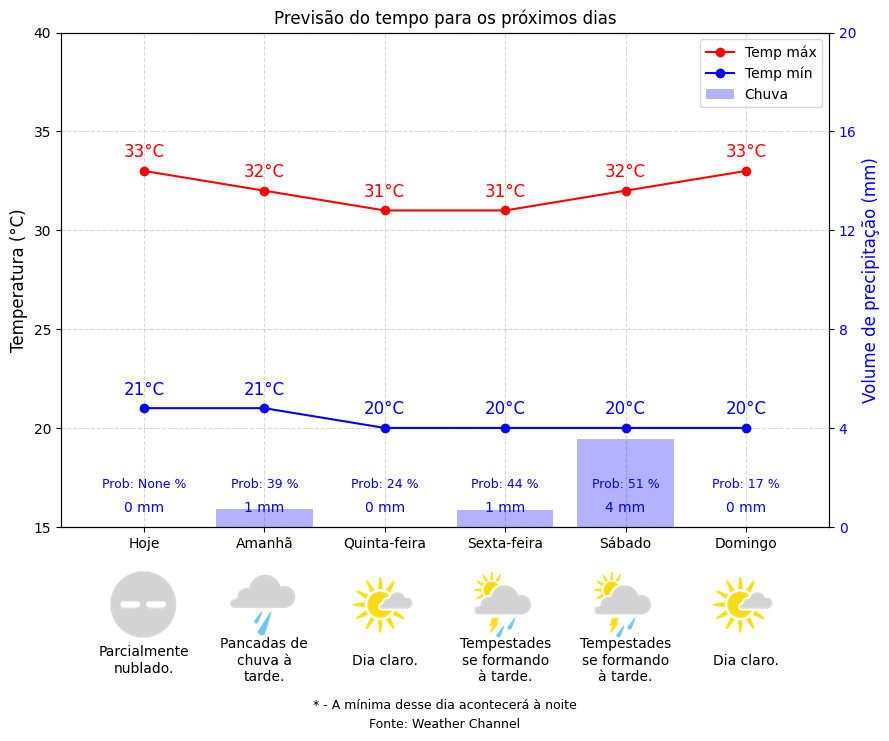 Previsão do tempo para os próximos dias
Temp máx
Temp mín
Chuva
Temperatura (°C)
Volume de precipitação (mm)
40
35
30
25
20
15
20
16
12
8
4
0
33°C
32°C
31°C
31°C
32°C
33°C
21°C
21°C
20°C
20°C
20°C
20°C
Prob: None %
Prob: 39 %
Prob: 24 %
Prob: 44 %
Prob: 51 %
Prob: 17 %
0 mm
1 mm
0 mm
1 mm
4 mm
0 mm
Hoje
Amanhã
Quinta-feira
Sexta-feira
Sábado
Domingo
Parcialmente
nublado.
Pancadas de
chuva à
tarde.
Dia claro.
Tempestades
se formando
à tarde.
Tempestades
se formando
à tarde.
Dia claro.
* - A mínima desse dia acontecerá à noite
Fonte: Weather Channel